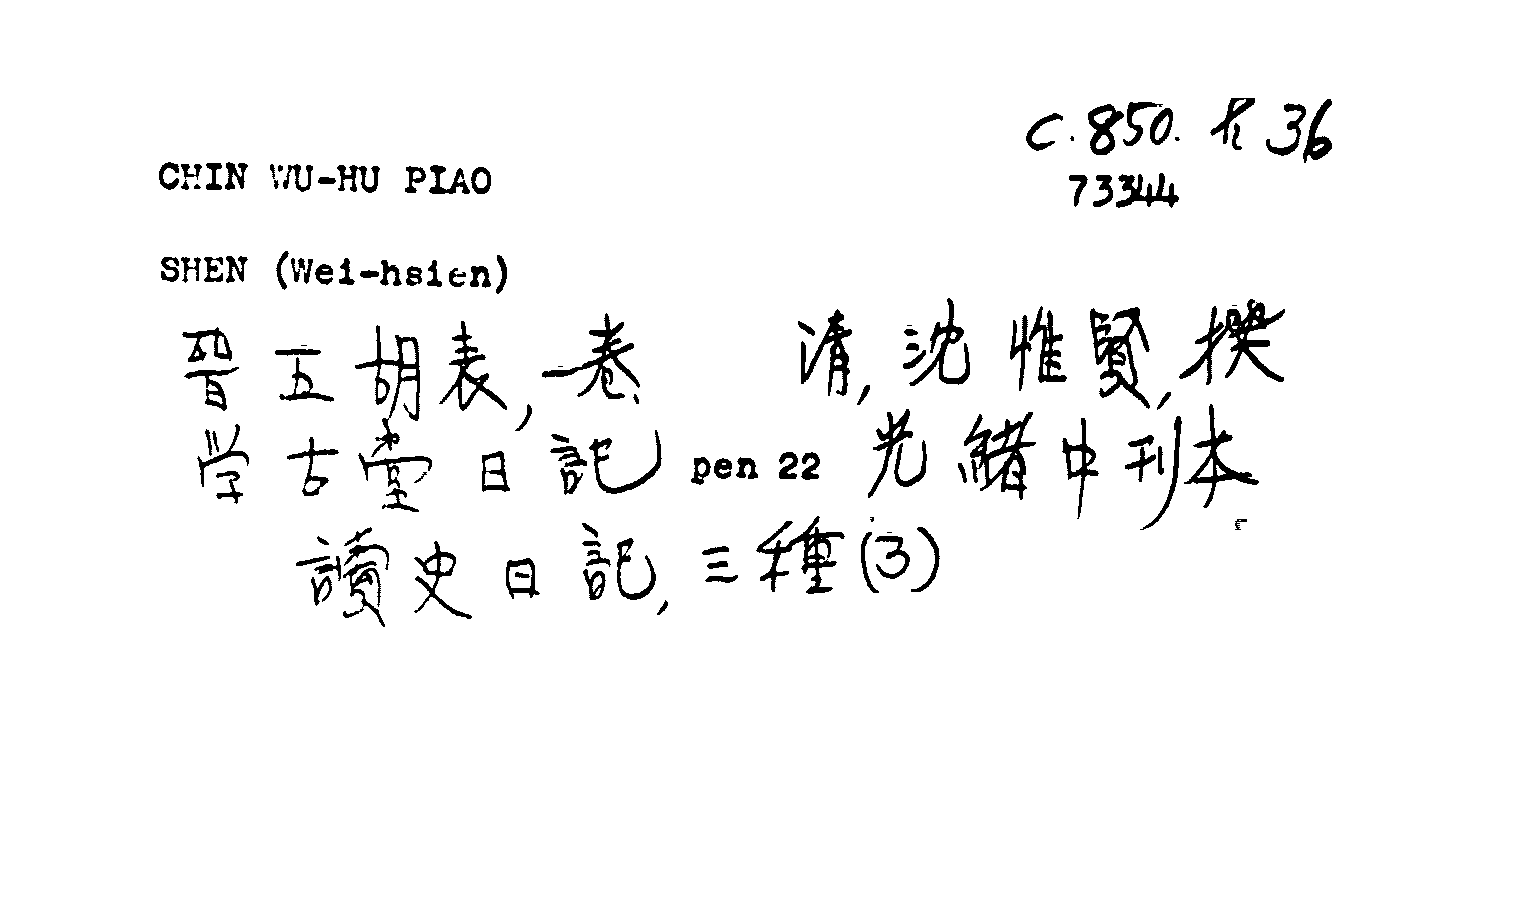 C. 850. 36
73344
CHIN WU-HU PIAO
SHEN (Wei-hsien)
晉五胡表,一卷 清,沈惟賢,撰
学古堂日記 pen 22 光緒中刊本
讀史日記,三種(3)